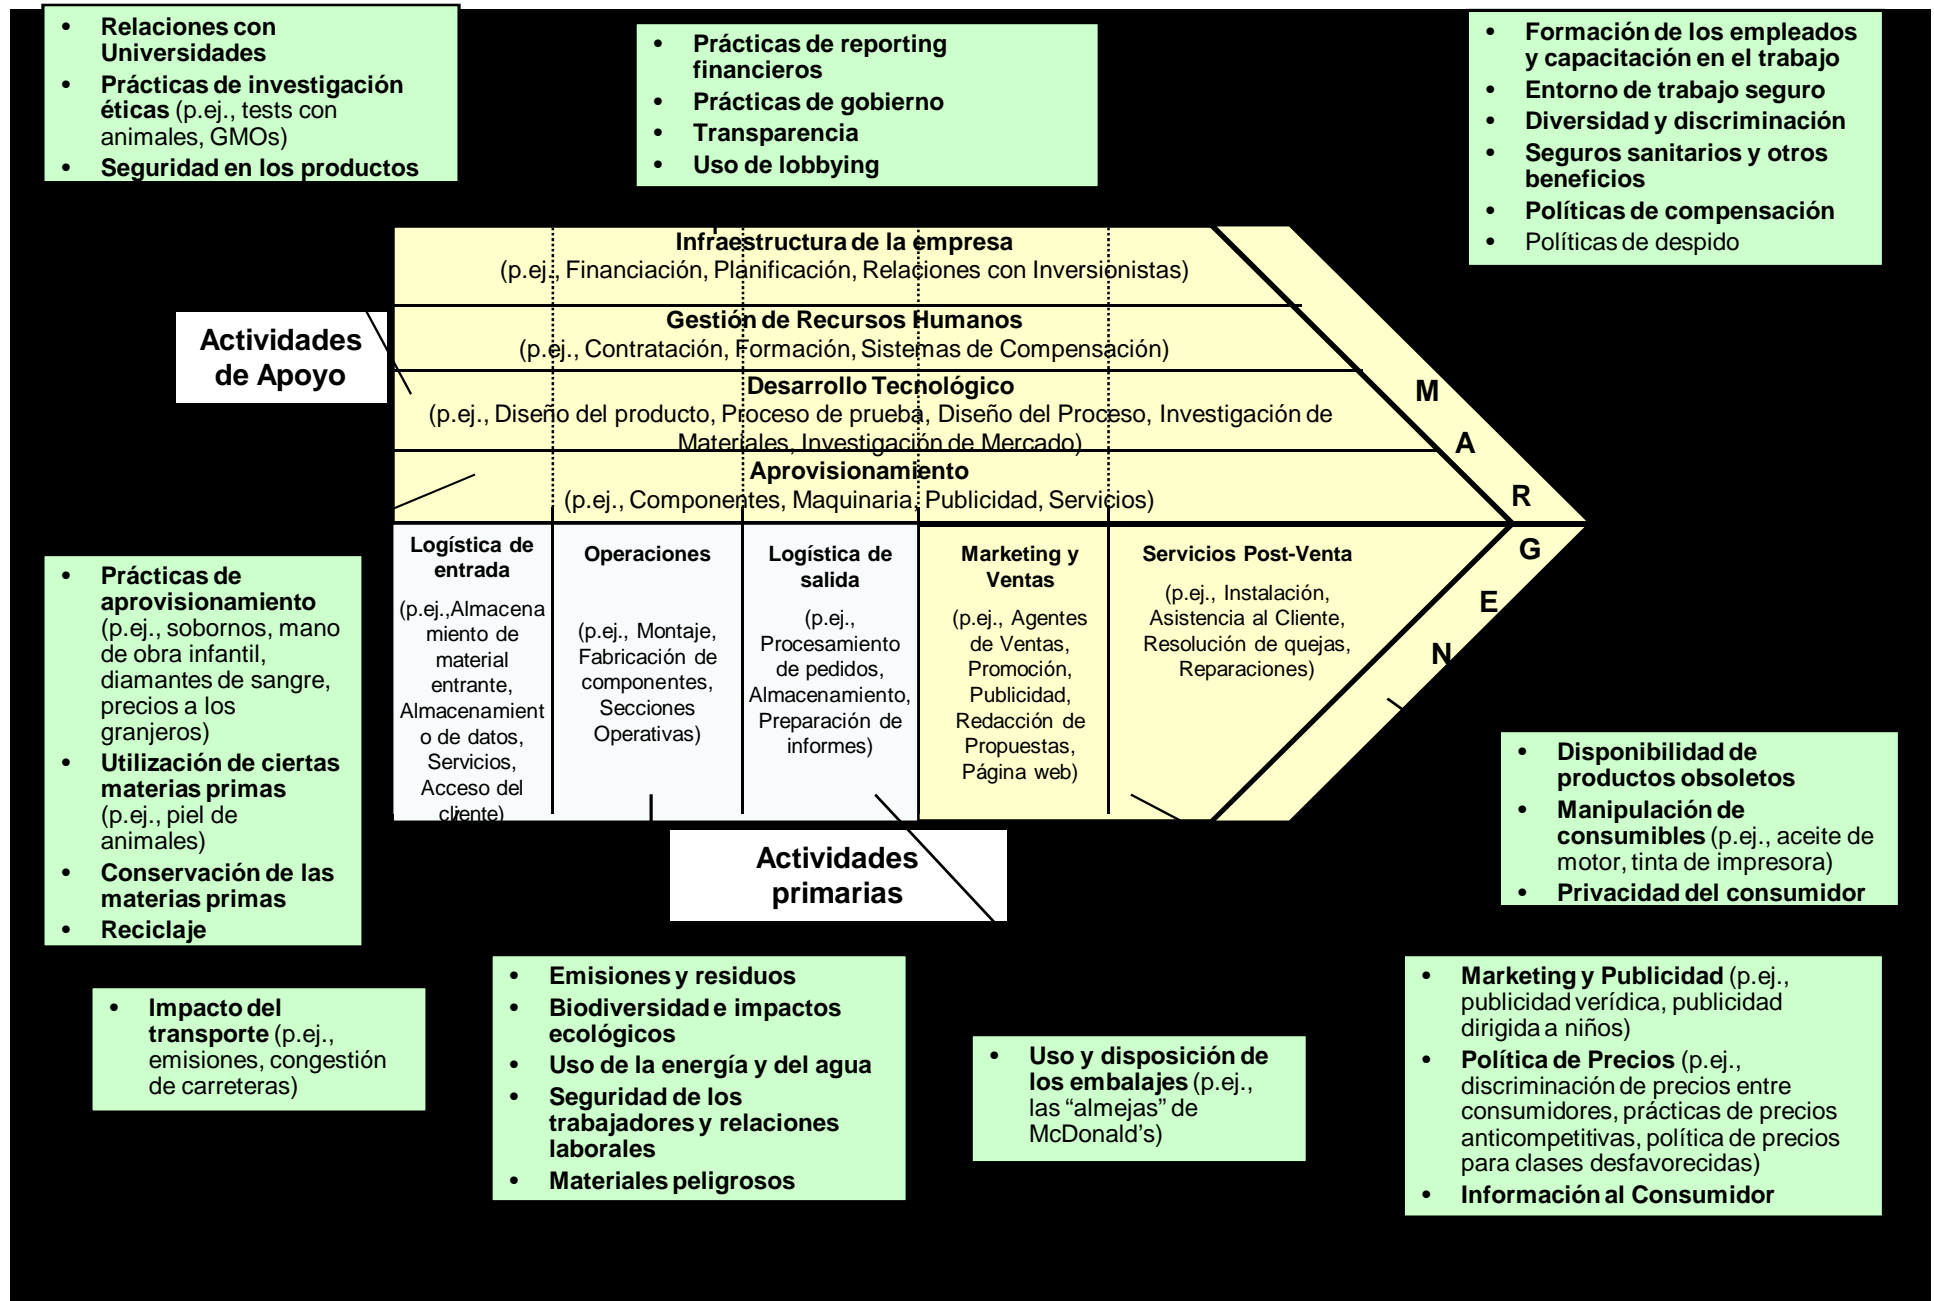 • Relaciones con
Universidades
• Prácticas de investigación
éticas (p.ej., tests con
animales, GMOs)
• Seguridad en los productos
• Prácticas de reporting
financieros
• Prácticas de gobierno
• Transparencia
• Uso de lobbying
• Formación de los empleados
y capacitación en el trabajo
• Entorno de trabajo seguro
• Diversidad y discriminación
• Seguros sanitarios y otros
beneficios
• Políticas de compensación
• Políticas de despido
Infraestructura de la empresa
(p.ej., Financiación, Planificación, Relaciones con Inversionistas)
Actividades
de Apoyo
Gestión de Recursos Humanos
(p.ej., Contratación, Formación, Sistemas de Compensación)
Desarrollo Tecnológico
(p.ej., Diseño del producto, Proceso de prueba, Diseño del Proceso, Investigación de
Materiales, Investigación de Mercado)
Aprovisionamiento
(p.ej., Componentes, Maquinaria, Publicidad, Servicios)
M
A
R
G
E
N
Logística de
entrada
(p.ej.,Almacena
miento de
material
entrante,
Almacenamient
o de datos,
Servicios,
Acceso del
cliente)
Operaciones
(p.ej., Montaje,
Fabricación de
componentes,
Secciones
Operativas)
Logística de
salida
(p.ej.,
Procesamiento
de pedidos,
Almacenamiento,
Preparación de
informes)
Marketing y
Ventas
(p.ej., Agentes
de Ventas,
Promoción,
Publicidad,
Redacción de
Propuestas,
Página web)
Servicios Post-Venta
(p.ej., Instalación,
Asistencia al Cliente,
Resolución de quejas,
Reparaciones)
• Prácticas de
aprovisionamiento
(p.ej., sobornos, mano
de obra infantil,
diamantes de sangre,
precios a los
granjeros)
• Utilización de ciertas
materias primas
(p.ej., piel de
animales)
• Conservación de las
materias primas
• Reciclaje
Actividades
primarias
• Disponibilidad de
productos obsoletos
• Manipulación de
consumibles (p.ej., aceite de
motor, tinta de impresora)
• Privacidad del consumidor
• Impacto del
transporte (p.ej.,
emisiones, congestión
de carreteras)
• Emisiones y residuos
• Biodiversidad e impactos
ecológicos
• Uso de la energía y del agua
• Seguridad de los
trabajadores y relaciones
laborales
• Materiales peligrosos
• Uso y disposición de
los embalajes (p.ej.,
las “almejas” de
McDonald’s)
• Marketing y Publicidad (p.ej.,
publicidad verídica, publicidad
dirigida a niños)
• Política de Precios (p.ej.,
discriminación de precios entre
consumidores, prácticas de precios
anticompetitivas, política de precios
para clases desfavorecidas)
• Información al Consumidor